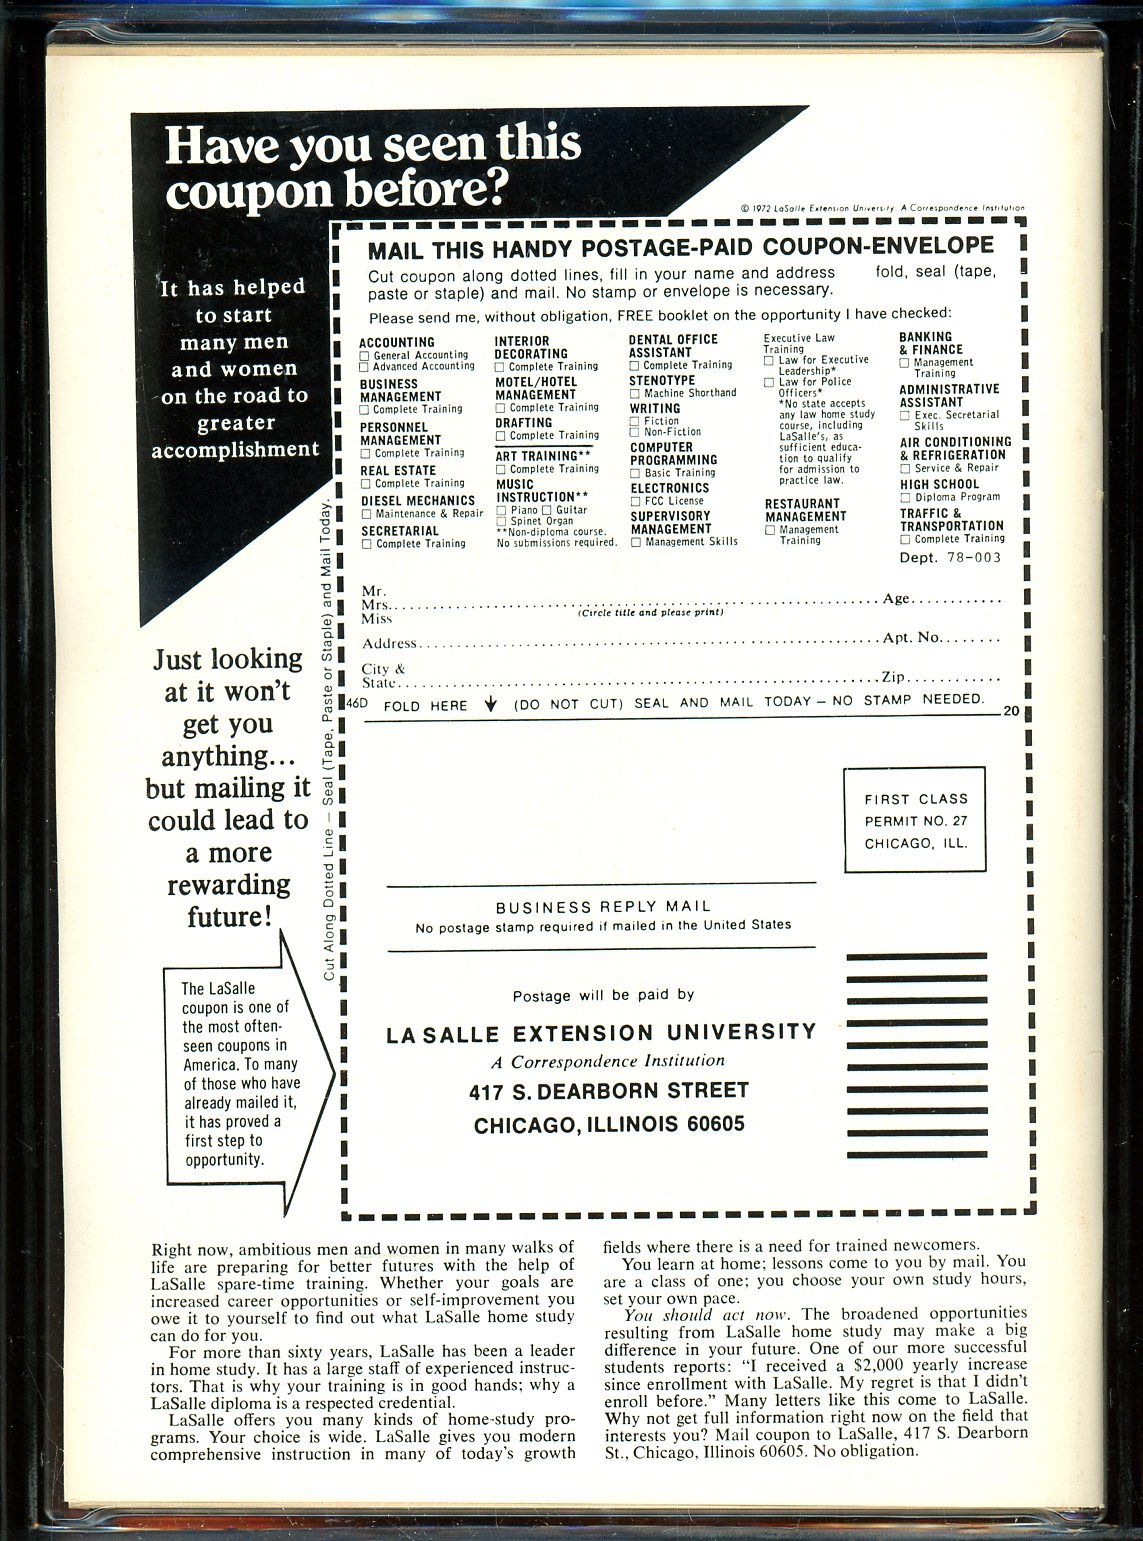 Have you seen this
coupon before?
© 1972 LaSalle Extension University A Correspondence Institution
It has helped
to start
many men
and women
on the road to
greater
accomplishment
Just looking
at it won't
get you
anything...
but mailing it
could lead to
a more
rewarding
future!
The LaSalle
coupon is one of
the most often-
seen coupons in
America. To many
of those who have
already mailed it,
it has proved a
first step to
opportunity.
Cut Along Dotted Line – Seal (Tape, Paste or Staple) and Mail Today.
MAIL THIS HANDY POSTAGE-PAID COUPON-ENVELOPE
Cut coupon along dotted lines, fill in your name and address fold, seal (tape,
paste or staple) and mail. No stamp or envelope is necessary.
Please send me, without obligation, FREE booklet on the opportunity I have checked:
ACCOUNTING
☐ General Accounting
☐ Advanced Accounting
BUSINESS
MANAGEMENT
☐ Complete Training
PERSONNEL
MANAGEMENT
☐ Complete Training
REAL ESTATE
☐ Complete Training
DIESEL MECHANICS
☐ Maintenance & Repair
SECRETARIAL
☐ Complete Training
INTERIOR
DECORATING
☐ Complete Training
MOTEL/HOTEL
MANAGEMENT
☐ Complete Training
DRAFTING
☐ Complete Training
ART TRAINING**
☐ Complete Training
MUSIC
INSTRUCTION**
☐ Piano ☐ Guitar
☐ Spinet Organ
**Non-diploma course.
No submissions required.
DENTAL OFFICE
ASSISTANT
☐ Complete Training
STENOTYPE
☐ Machine Shorthand
WRITING
☐ Fiction
☐ Non-Fiction
COMPUTER
PROGRAMMING
☐ Basic Training
ELECTRONICS
☐ FCC License
SUPERVISORY
MANAGEMENT
☐ Management Skills
Executive Law
Training
☐ Law for Executive
Leadership*
☐ Law for Police
Officers*
*No state accepts
any law home study
course, including
LaSalle's, as
sufficient educa-
tion to qualify
for admission to
practice law.
RESTAURANT
MANAGEMENT
☐ Management
Training
BANKING
& FINANCE
☐ Management
Training
ADMINISTRATIVE
ASSISTANT
☐ Exec. Secretarial
Skills
AIR CONDITIONING
& REFRIGERATION
☐ Service & Repair
HIGH SCHOOL
☐ Diploma Program
TRAFFIC &
TRANSPORTATION
☐ Complete Training
Dept. 78-003
Mr.
Mrs. Age
Miss (Circle title and please print)
Address Apt. No.
City &
State Zip
46D FOLD HERE ↓ (DO NOT CUT) SEAL AND MAIL TODAY – NO STAMP NEEDED.
20
FIRST CLASS
PERMIT NO. 27
CHICAGO, ILL.
BUSINESS REPLY MAIL
No postage stamp required if mailed in the United States
Postage will be paid by
LA SALLE EXTENSION UNIVERSITY
A Correspondence Institution
417 S. DEARBORN STREET
CHICAGO, ILLINOIS 60605
Right now, ambitious men and women in many walks of
life are preparing for better futures with the help of
LaSalle spare-time training. Whether your goals are
increased career opportunities or self-improvement you
owe it to yourself to find out what LaSalle home study
can do for you.
For more than sixty years, LaSalle has been a leader
in home study. It has a large staff of experienced instruc-
tors. That is why your training is in good hands; why a
LaSalle diploma is a respected credential.
LaSalle offers you many kinds of home-study pro-
grams. Your choice is wide. LaSalle gives you modern
comprehensive instruction in many of today's growth
fields where there is a need for trained newcomers.
You learn at home; lessons come to you by mail. You
are a class of one; you choose your own study hours,
set your own pace.
You should act now. The broadened opportunities
resulting from LaSalle home study may make a big
difference in your future. One of our more successful
students reports: "I received a $2,000 yearly increase
since enrollment with LaSalle. My regret is that I didn't
enroll before." Many letters like this come to LaSalle.
Why not get full information right now on the field that
interests you? Mail coupon to LaSalle, 417 S. Dearborn
St., Chicago, Illinois 60605. No obligation.